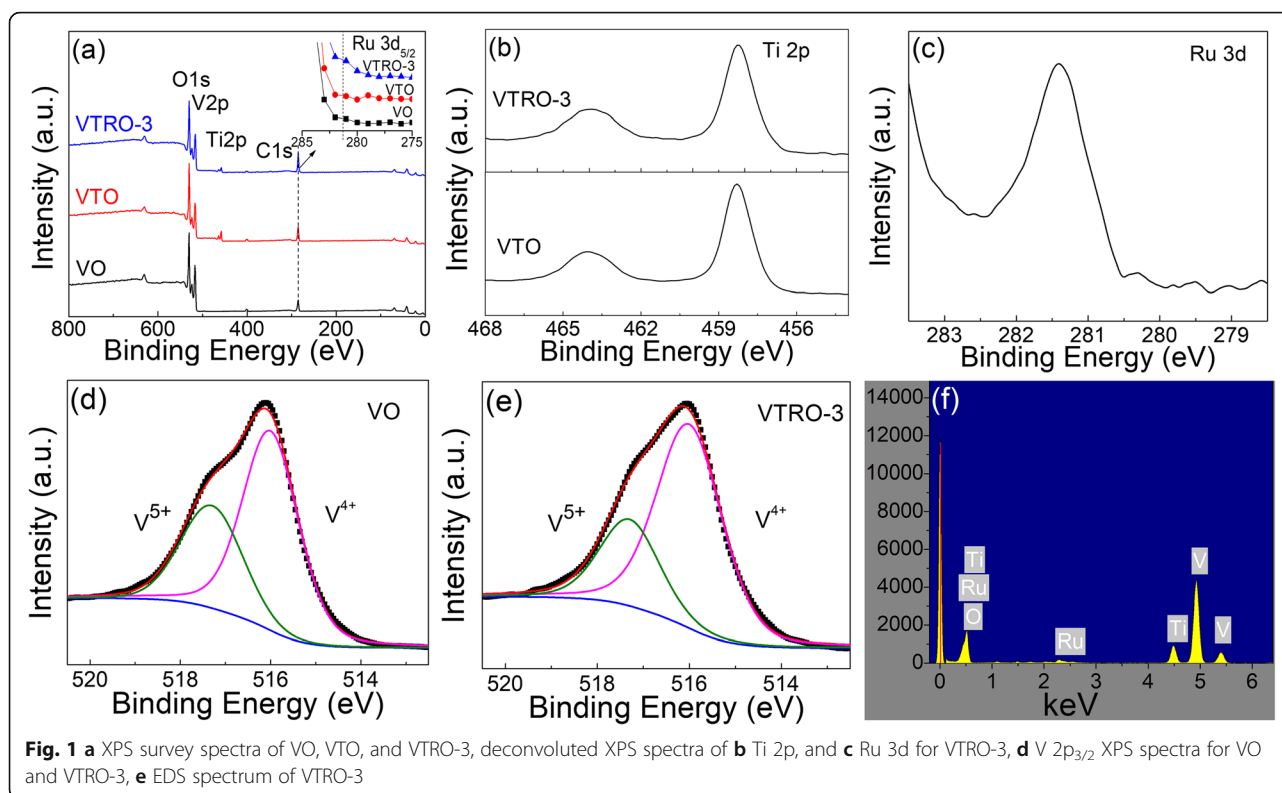 (a)
Intensity (a.u.)
O1s
V2p
Ti2p
C1s
VTRO-3
VTO
VO
Ru 3d5/2
VTRO-3
VTO
VO
285 280 275
800 600 400 200 0
Binding Energy (eV)
(b)
Ti 2p
Intensity (a.u.)
VTRO-3
VTO
468 465 462 459 456
Binding Energy (eV)
(c)
Ru 3d
Intensity (a.u.)
283 282 281 280 279
Binding Energy (eV)
(d)
VO
Intensity (a.u.)
V5+
V4+
520 518 516 514
Binding Energy (eV)
(e)
VTRO-3
Intensity (a.u.)
V5+
V4+
520 518 516 514
Binding Energy (eV)
(f)
14000
12000
10000
8000
6000
4000
2000
0
Ti
Ru
O
Ru
Ti
V
V
0 1 2 3 4 5 6
keV
Fig. 1 a XPS survey spectra of VO, VTO, and VTRO-3, deconvoluted XPS spectra of b Ti 2p, and c Ru 3d for VTRO-3, d V 2p3/2 XPS spectra for VO
and VTRO-3, e EDS spectrum of VTRO-3